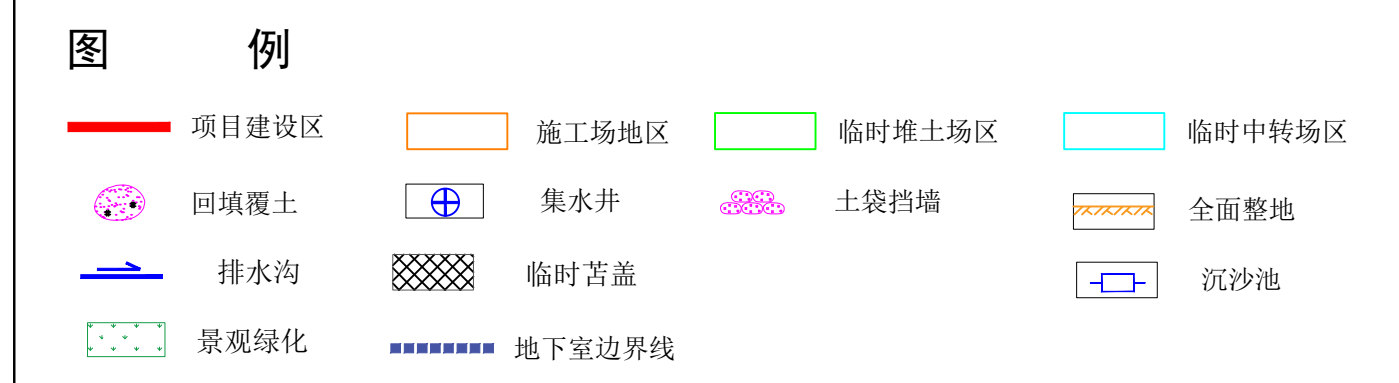 图 例
项目建设区 施工场地区 临时堆土场区 临时中转场区
回填覆土 集水井 土袋挡墙 全面整地
排水沟 临时苫盖 沉沙池
景观绿化 地下室边界线